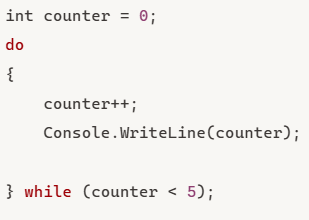 int counter = 0;
do
{
    counter++;
    Console.WriteLine(counter);

} while (counter < 5);